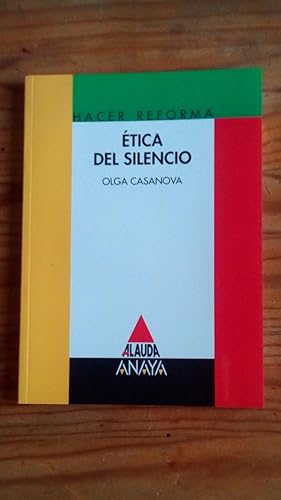 HACER REFORMA
ÉTICA
DEL SILENCIO
OLGA CASANOVA
ALAUDA
ANAYA